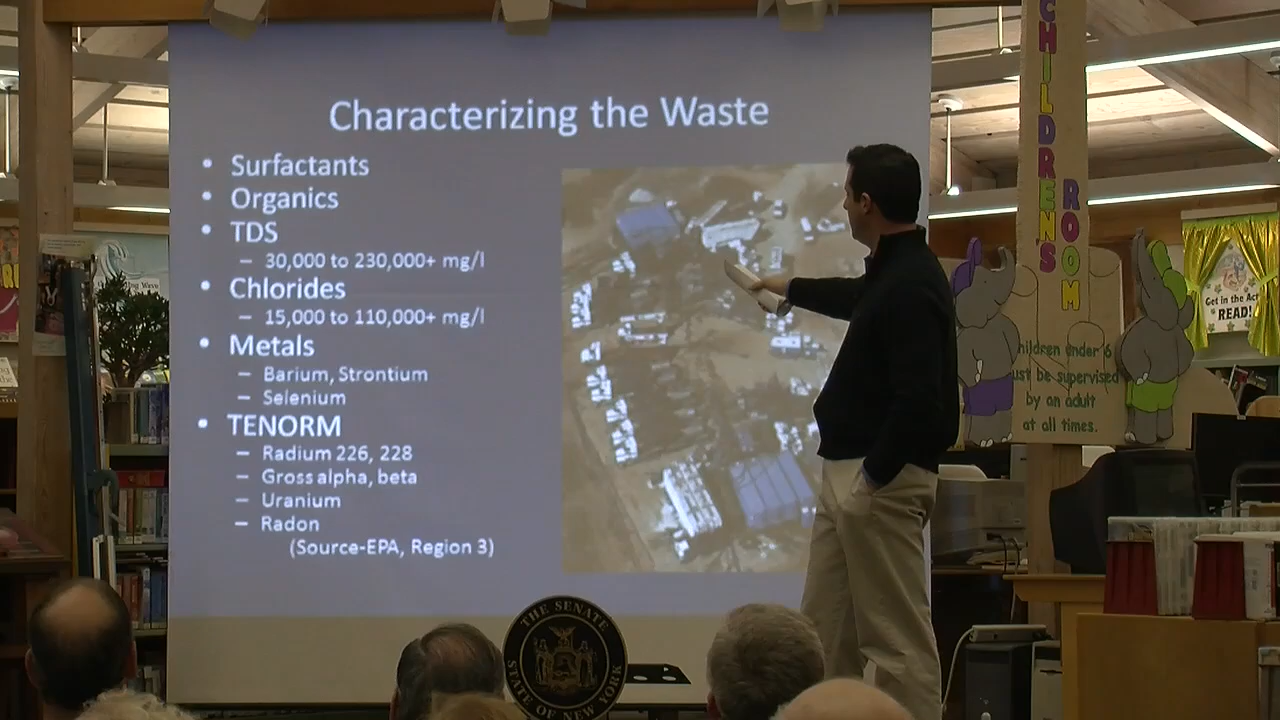 Characterizing the Waste
• Surfactants
• Organics
• TDS
– 30,000 to 230,000+ mg/l
• Chlorides
– 15,000 to 110,000+ mg/l
• Metals
– Barium, Strontium
– Selenium
• TENORM
– Radium 226, 228
– Gross alpha, beta
– Uranium
– Radon
(Source-EPA, Region 3)
CHILDREN'S
ROOM
hildren under 6
ust be supervised
by an adult
at all times.
Get in the Act
READ!
THE SENATE
STATE OF NEW YORK